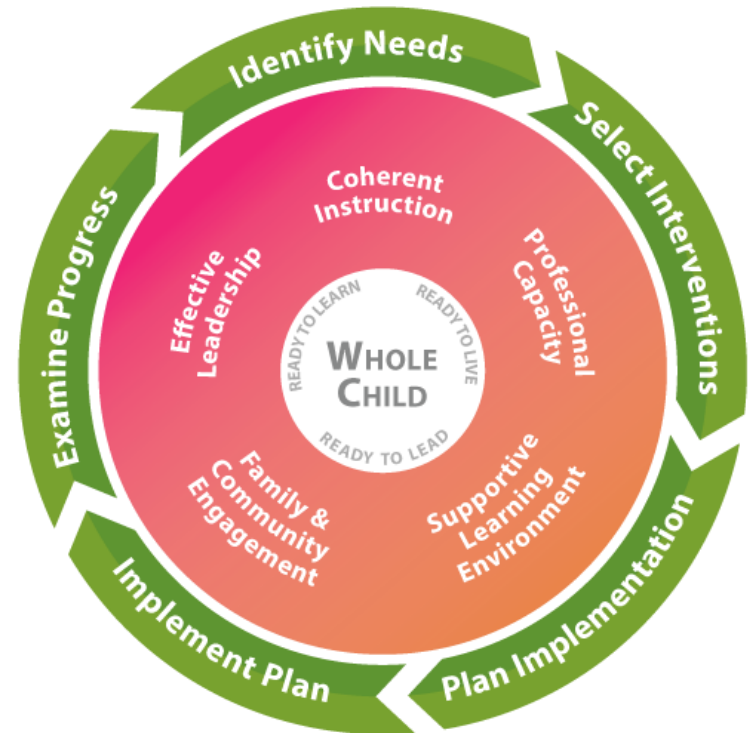 Identify Needs
Select Interventions
Plan Implementation
Implement Plan
Examine Progress
Coherent
Instruction
Professional
Capacity
Supportive
Learning
Environment
Family &
Community
Engagement
Effective
Leadership
READY TO LEARN
READY TO LIVE
WHOLE
CHILD
READY TO LEAD